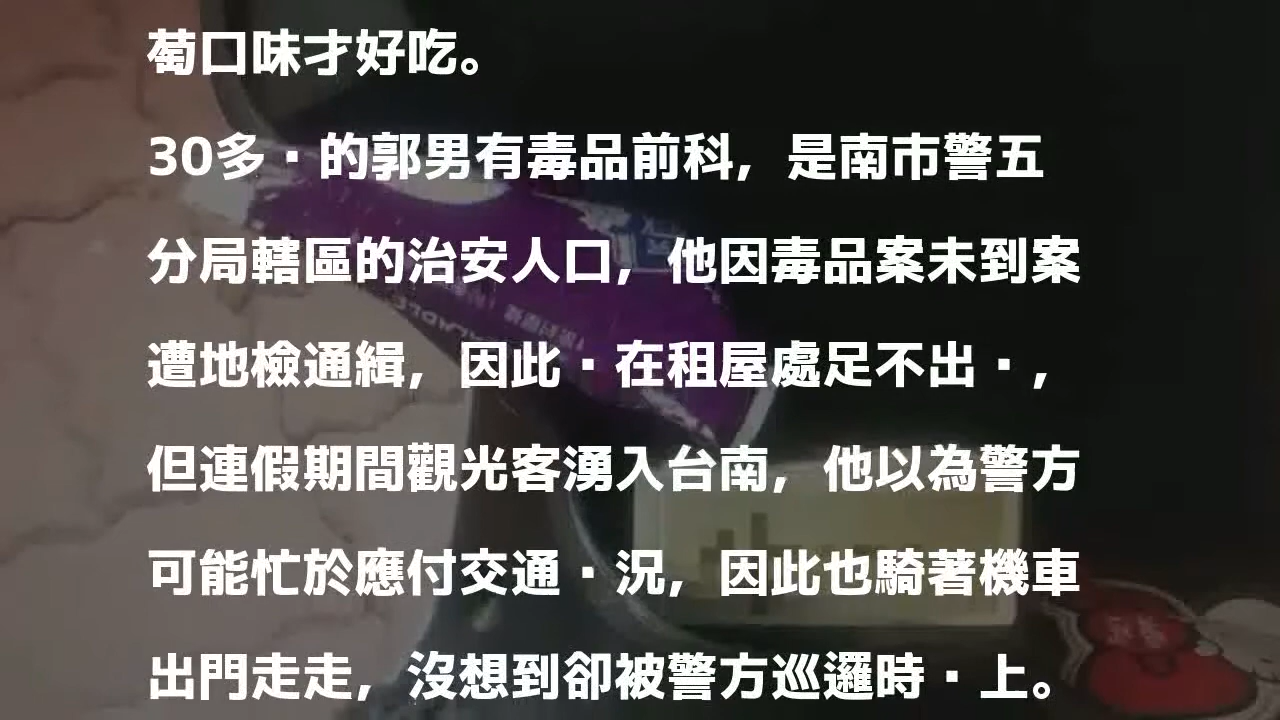 萄口味才好吃。
30多▪的郭男有毒品前科，是南市警五
分局轄區的治安人口，他因毒品案未到案
遭地檢通緝，因此▪在租屋處足不出▪，
但連假期間觀光客湧入台南，他以為警方
可能忙於應付交通▪況，因此也騎著機車
出門走走，沒想到卻被警方巡邏時▪上。